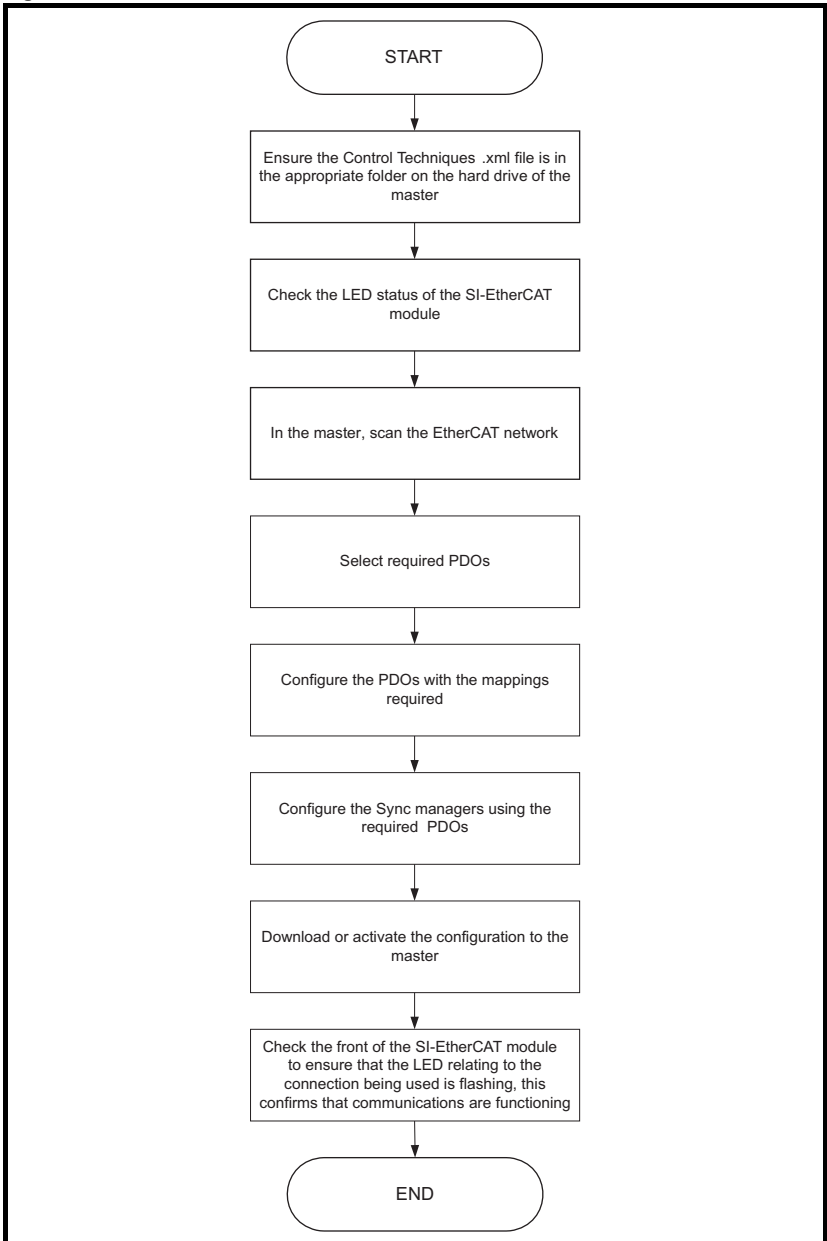 START
Ensure the Control Techniques .xml file is in
the appropriate folder on the hard drive of the
master
Check the LED status of the SI-EtherCAT
module
In the master, scan the EtherCAT network
Select required PDOs
Configure the PDOs with the mappings
required
Configure the Sync managers using the
required PDOs
Download or activate the configuration to the
master
Check the front of the SI-EtherCAT module
to ensure that the LED relating to the
connection being used is flashing, this
confirms that communications are functioning
END